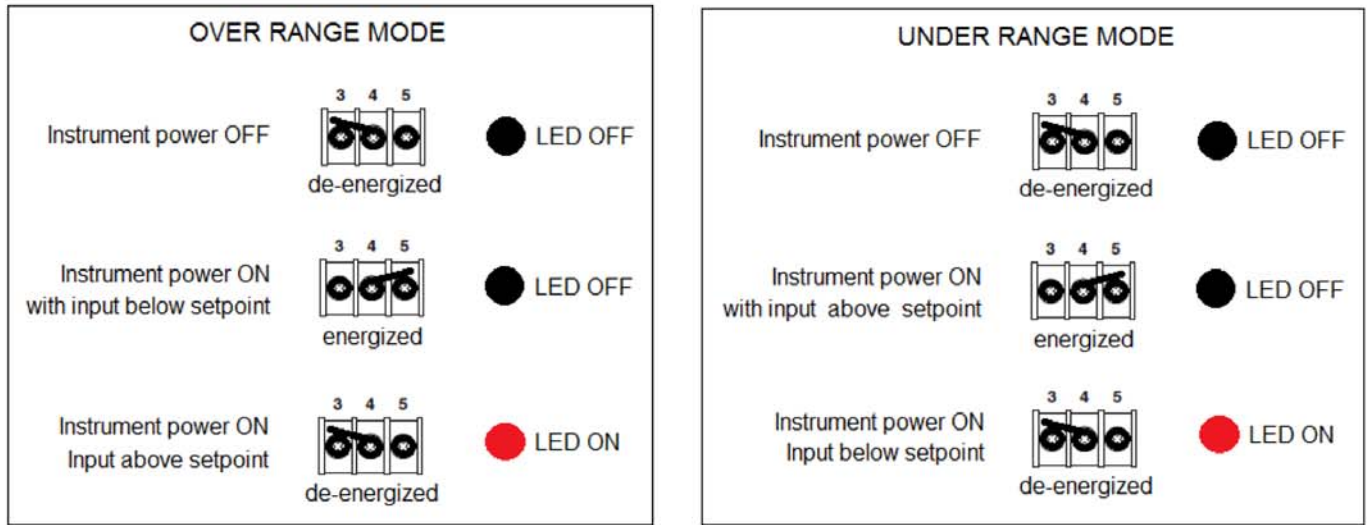 OVER RANGE MODE
3 4 5
Instrument power OFF
LED OFF
de-energized
3 4 5
Instrument power ON
with input below setpoint
LED OFF
energized
3 4 5
Instrument power ON
Input above setpoint
LED ON
de-energized
UNDER RANGE MODE
3 4 5
Instrument power OFF
LED OFF
de-energized
3 4 5
Instrument power ON
with input above setpoint
LED OFF
energized
3 4 5
Instrument power ON
Input below setpoint
LED ON
de-energized